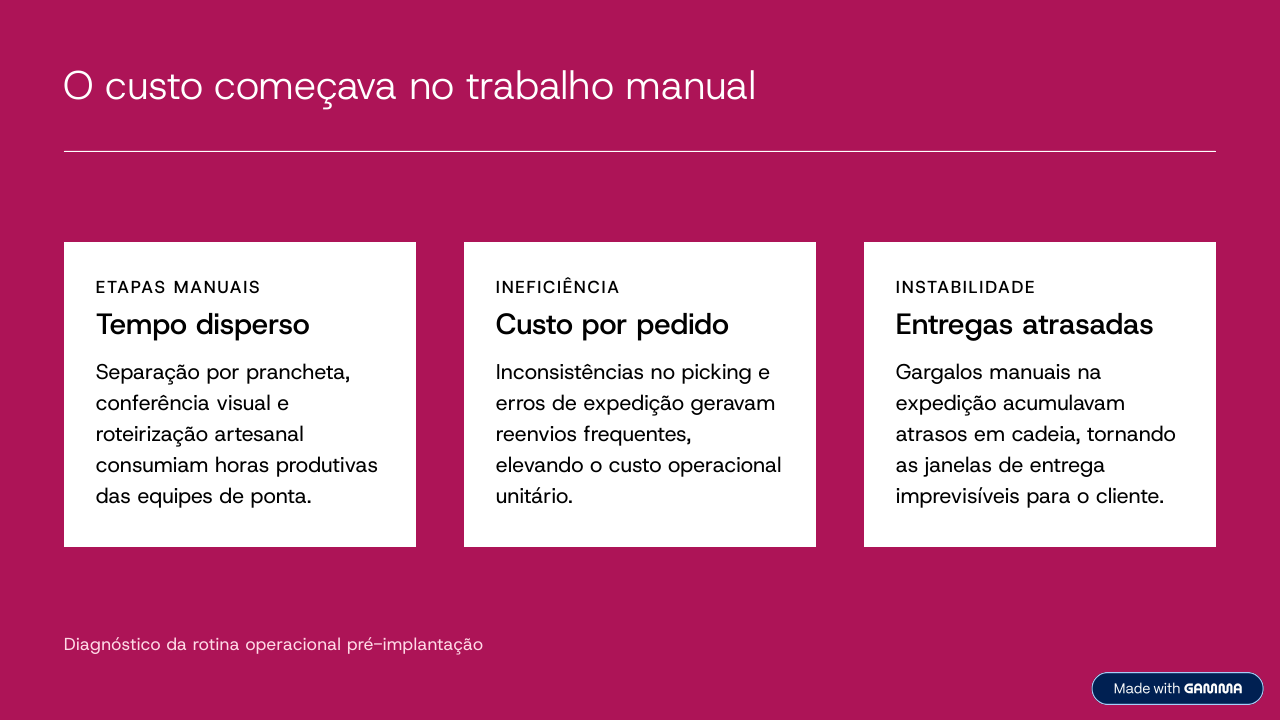 O custo começava no trabalho manual
ETAPAS MANUAIS
Tempo disperso
Separação por prancheta,
conferência visual e
roteirização artesanal
consumiam horas produtivas
das equipes de ponta.
INEFICIÊNCIA
Custo por pedido
Inconsistências no picking e
erros de expedição geravam
reenvios frequentes,
elevando o custo operacional
unitário.
INSTABILIDADE
Entregas atrasadas
Gargalos manuais na
expedição acumulavam
atrasos em cadeia, tornando
as janelas de entrega
imprevisíveis para o cliente.
Diagnóstico da rotina operacional pré-implantação
Made with GAMMA